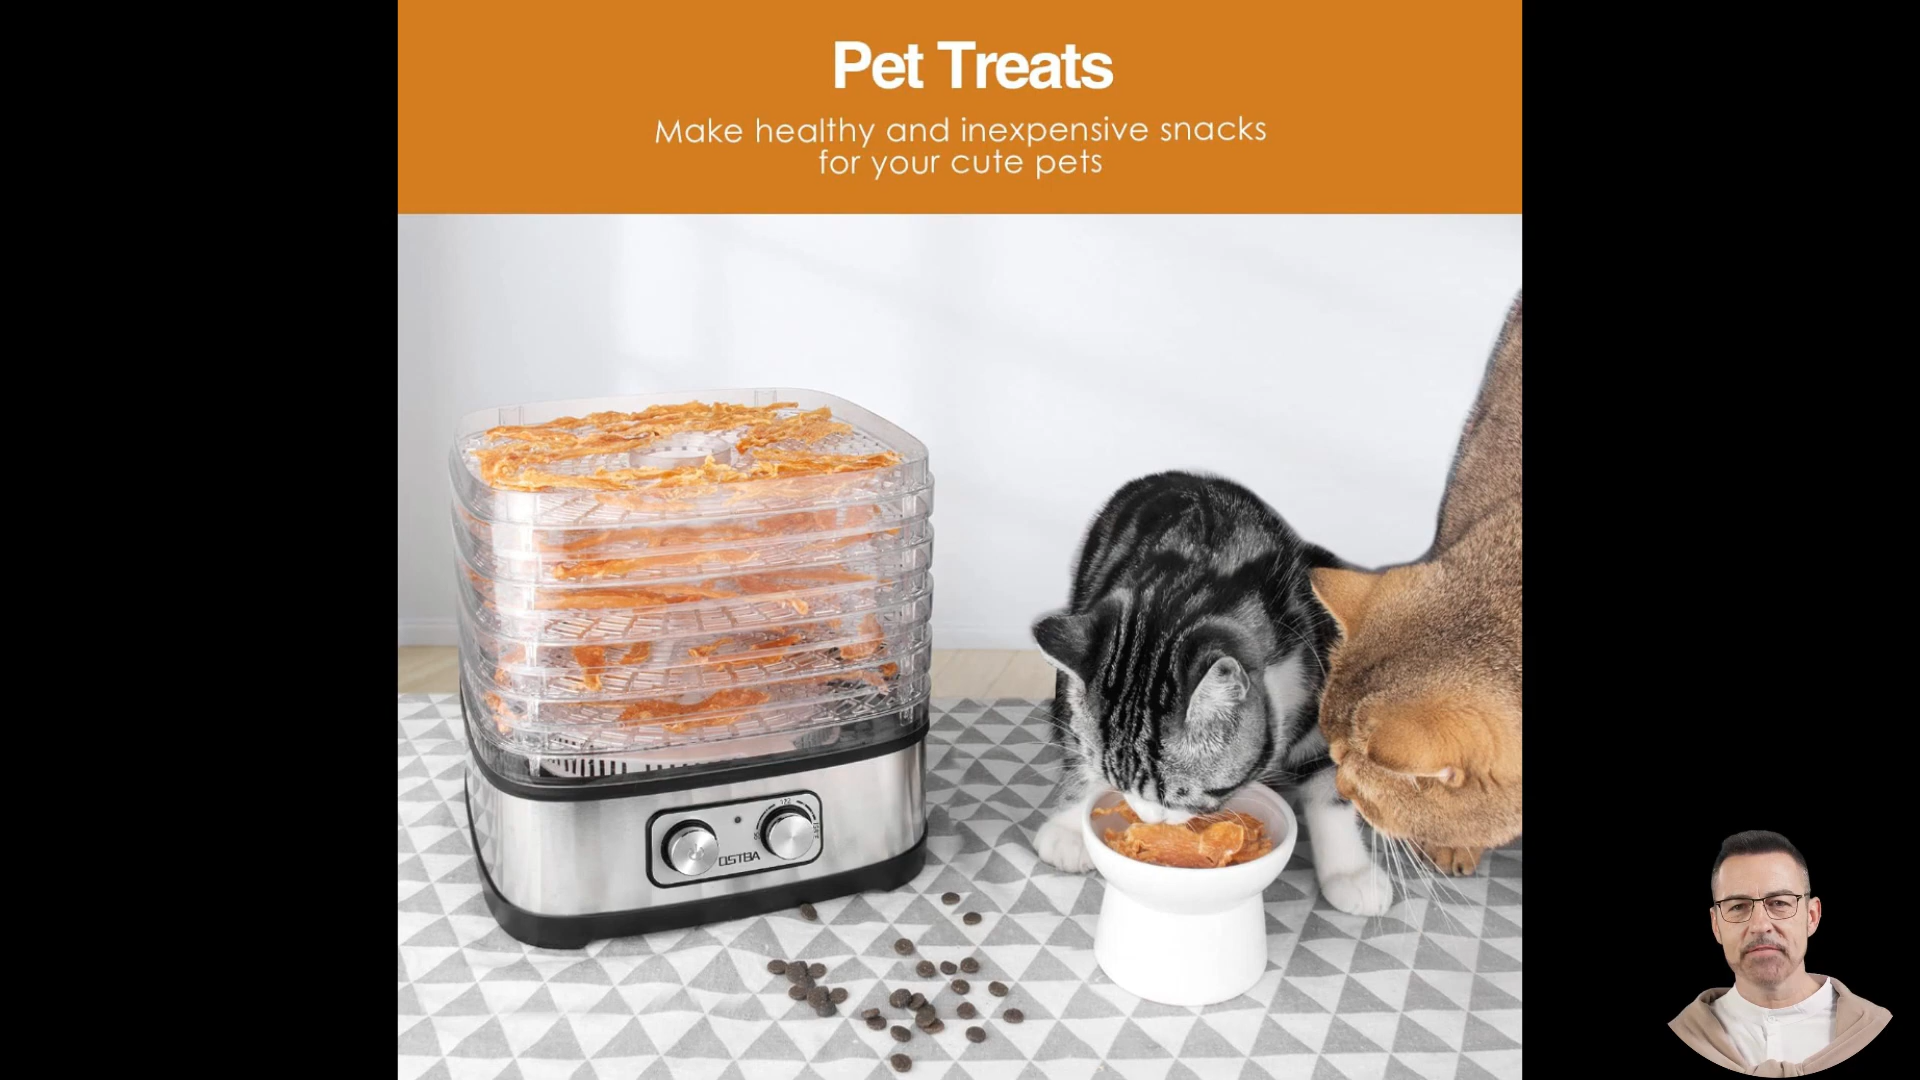 Pet Treats
Make healthy and inexpensive snacks
for your cute pets
OSTBA